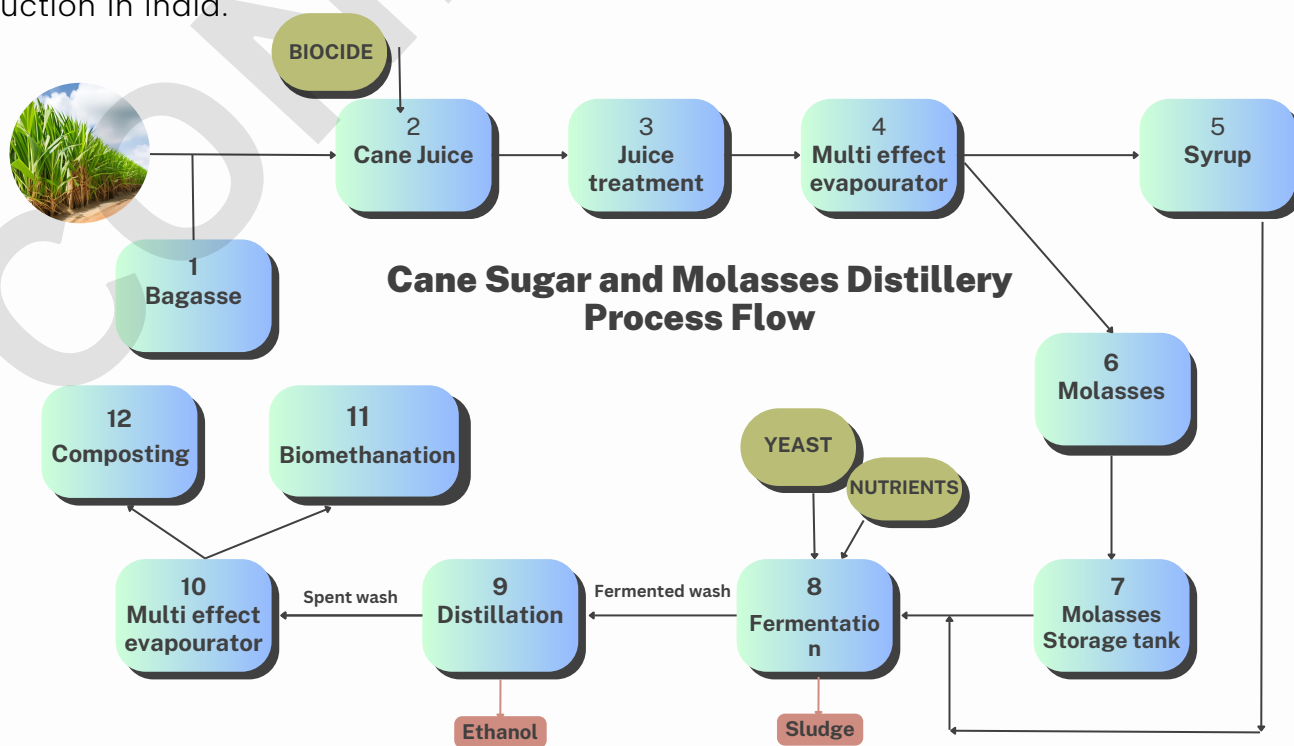 uction in India.
BIOCIDE
2
Cane Juice
3
Juice
treatment
4
Multi effect
evapourator
5
Syrup
1
Bagasse
Cane Sugar and Molasses Distillery
Process Flow
6
Molasses
12
Composting
11
Biomethanation
YEAST
NUTRIENTS
10
Multi effect
evapourator
Spent wash
9
Distillation
Fermented wash
8
Fermentatio
n
7
Molasses
Storage tank
Ethanol
Sludge